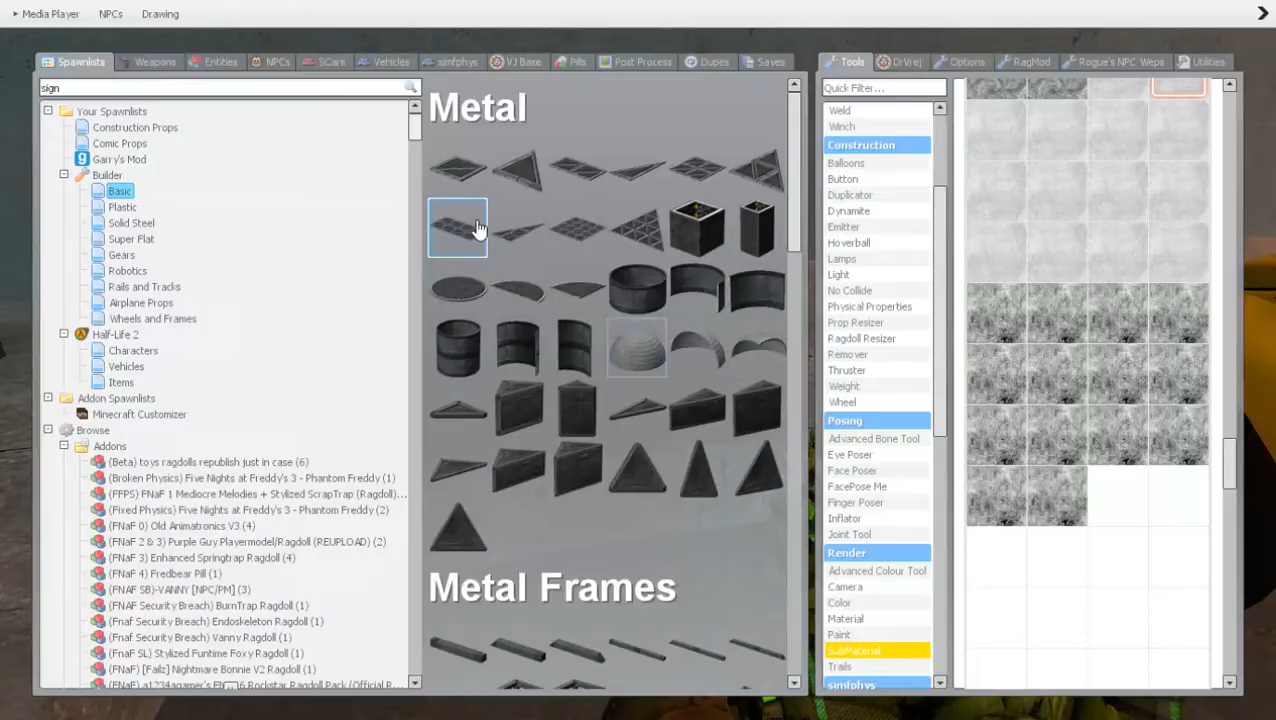 Media Player NPCs Drawing
Spawnlists Weapons Entities NPCs SCars Vehicles simfphys VJ Base Pills Post Process Dupes Saves
Tools DrVrej Options RagMod Rogue's NPC Weps Utilities
sign
Your Spawnlists
Construction Props
Comic Props
Garry's Mod
Builder
Basic
Plastic
Solid Steel
Super Flat
Gears
Robotics
Rails and Tracks
Airplane Props
Wheels and Frames
Half-Life 2
Characters
Vehicles
Items
Addon Spawnlists
Minecraft Customizer
Browse
Addons
(Beta) toys ragdolls republish just in case (6)
(Broken Physics) Five Nights at Freddy's 3 - Phantom Freddy (1)
(FFPS) FNaF 1 Mediocre Melodies + Stylized ScrapTrap (Ragdoll)...
(Fixed Physics) Five Nights at Freddy's 3 - Phantom Freddy (2)
(FNaF 0) Old Animatronics V3 (4)
(FNaF 2 & 3) Purple Guy Playermodel/Ragdoll (REUPLOAD) (2)
(FNaF 3) Enhanced Springtrap Ragdoll (4)
(FNaF 4) Fredbear Pill (1)
(FNAF SB)-VANNY [NPC/PM] (3)
(FNAF Security Breach) BurnTrap Ragdoll (1)
(Fnaf Security Breach) Endoskeleton Ragdoll (1)
(Fnaf Security Breach) Vanny Ragdoll (1)
(FNaF SL) Stylized Funtime Foxy Ragdoll (1)
(FNaF) [Failz] Nightmare Bonnie V2 Ragdoll (1)
Metal
Metal Frames
Quick Filter...
Weld
Winch
Construction
Balloons
Button
Duplicator
Dynamite
Emitter
Hoverball
Lamps
Light
No Collide
Physical Properties
Prop Resizer
Ragdoll Resizer
Remover
Thruster
Weight
Wheel
Posing
Advanced Bone Tool
Eye Poser
Face Poser
FacePose Me
Finger Poser
Inflator
Joint Tool
Render
Advanced Colour Tool
Camera
Color
Material
Paint
SubMaterial
Trails
simfphys